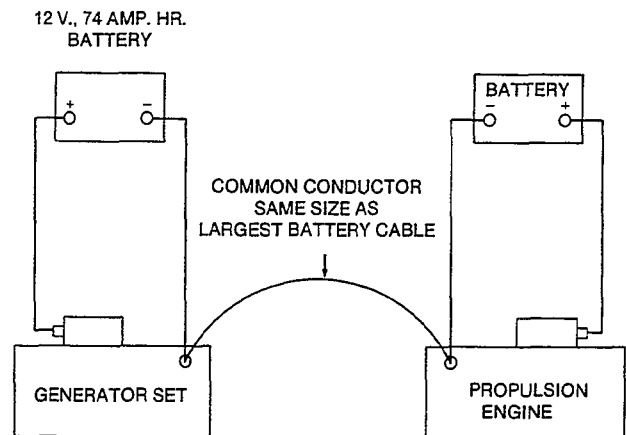 12 V., 74 AMP. HR.
BATTERY
+ −
BATTERY
− +
COMMON CONDUCTOR
SAME SIZE AS
LARGEST BATTERY CABLE
GENERATOR SET
PROPULSION
ENGINE